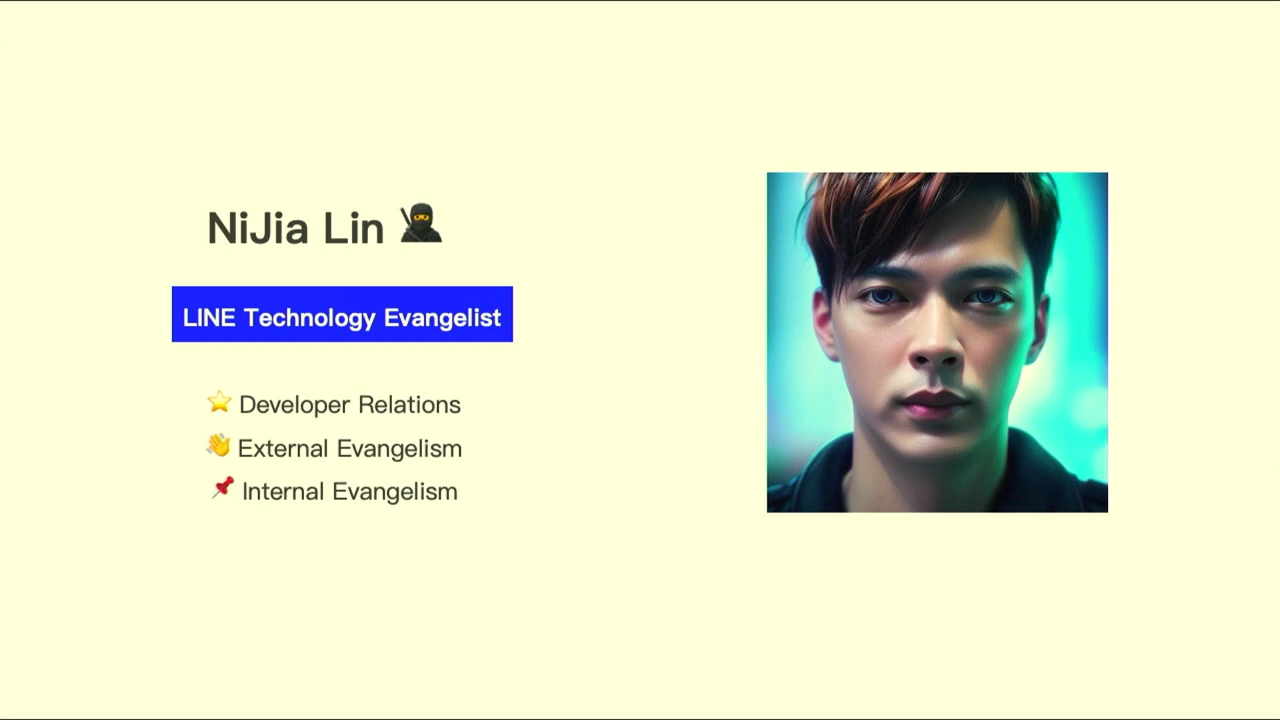 NiJia Lin 🥷
LINE Technology Evangelist
⭐ Developer Relations
👋 External Evangelism
📌 Internal Evangelism